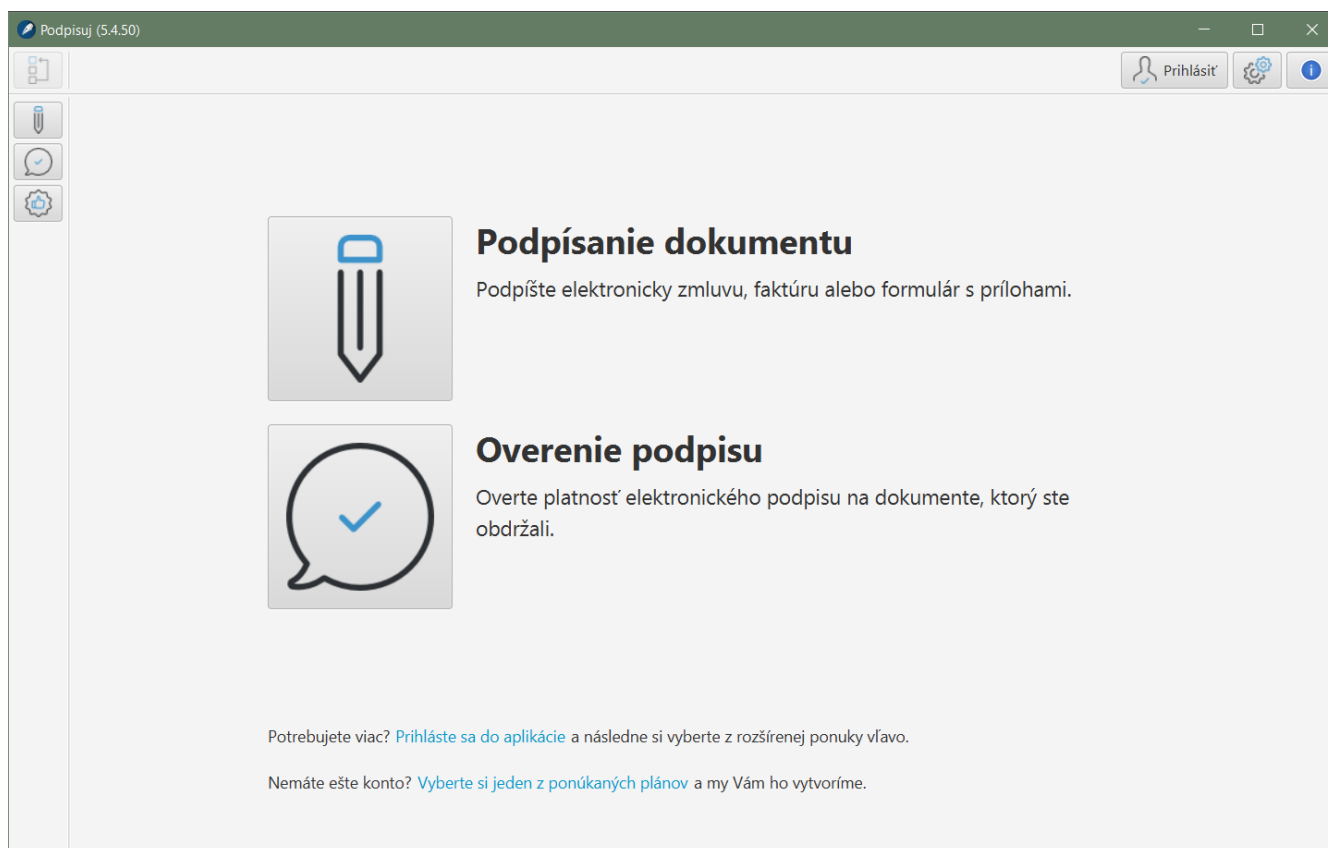 Podpisuj (5.4.50)
Prihlásiť
Podpísanie dokumentu
Podpíšte elektronicky zmluvu, faktúru alebo formulár s prílohami.
Overenie podpisu
Overte platnosť elektronického podpisu na dokumente, ktorý ste
obdržali.
Potrebujete viac? Prihláste sa do aplikácie a následne si vyberte z rozšírenej ponuky vľavo.
Nemáte ešte konto? Vyberte si jeden z ponúkaných plánov a my Vám ho vytvoríme.